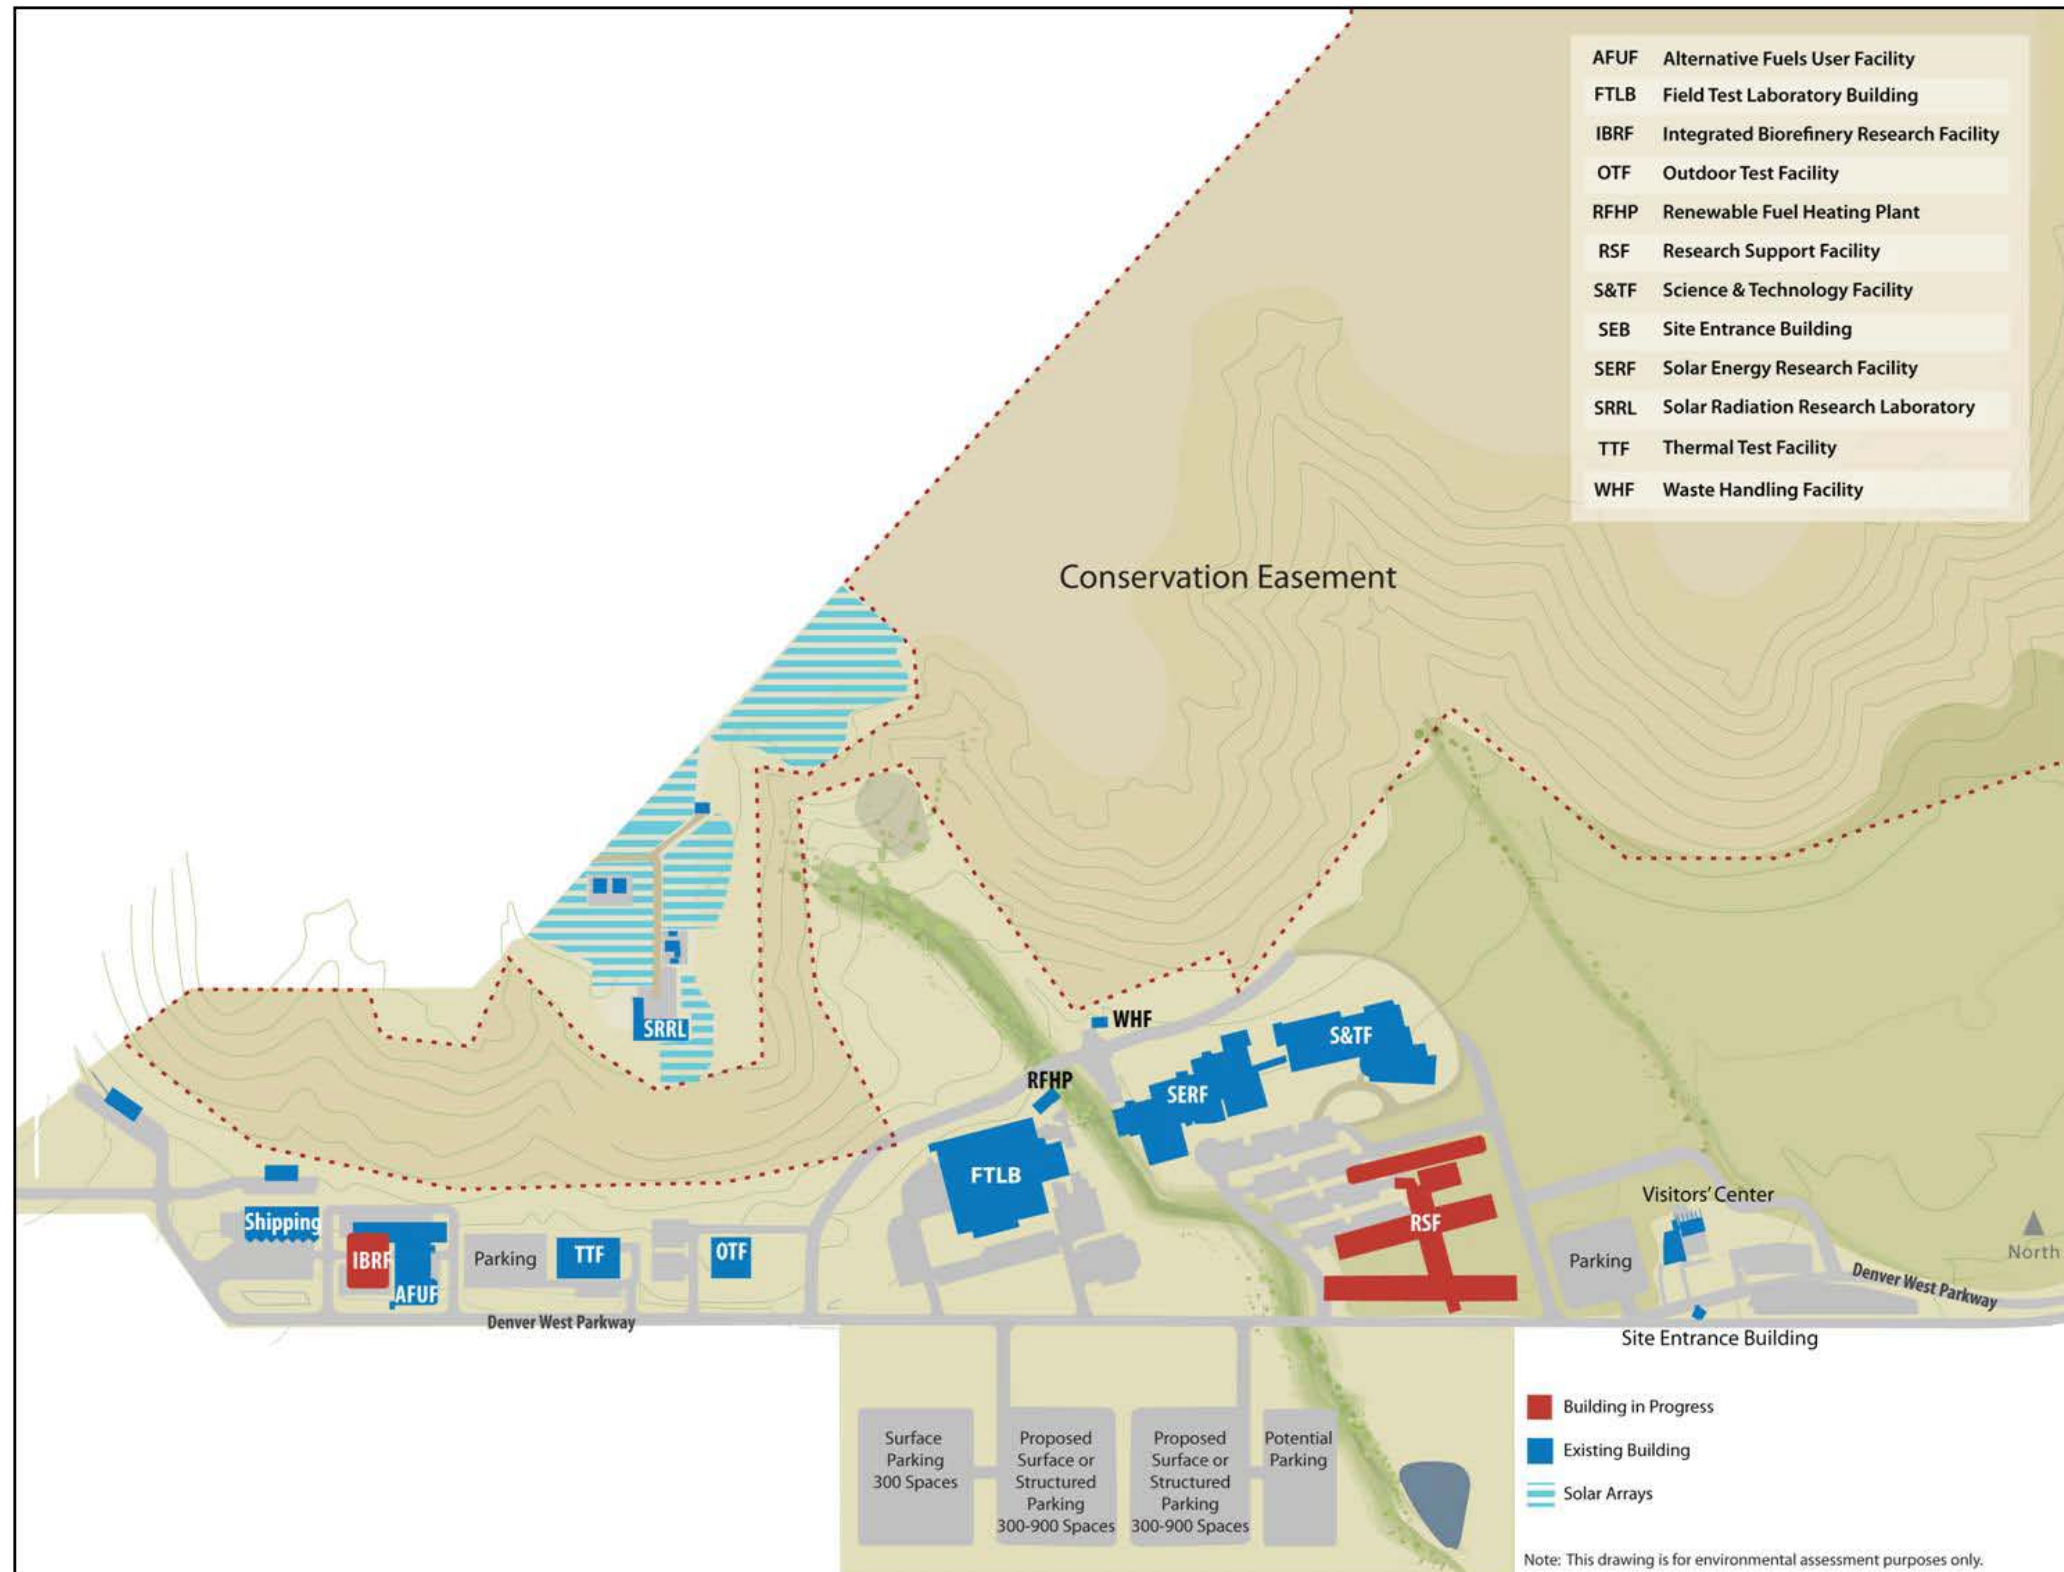 AFUF Alternative Fuels User Facility
FTLB Field Test Laboratory Building
IBRF Integrated Biorefinery Research Facility
OTF Outdoor Test Facility
RFHP Renewable Fuel Heating Plant
RSF Research Support Facility
S&TF Science & Technology Facility
SEB Site Entrance Building
SERF Solar Energy Research Facility
SRRL Solar Radiation Research Laboratory
TTF Thermal Test Facility
WHF Waste Handling Facility
Conservation Easement
SRRL
WHF
S&TF
RFHP
SERF
FTLB
Visitors' Center
Shipping
RSF
North
IBRF
Parking
TTF
OTF
Parking
AFUF
Denver West Parkway
Denver West Parkway
Site Entrance Building
Surface
Parking
300 Spaces
Proposed
Surface or
Structured
Parking
300-900 Spaces
Proposed
Surface or
Structured
Parking
300-900 Spaces
Potential
Parking
Building in Progress
Existing Building
Solar Arrays
Note: This drawing is for environmental assessment purposes only.